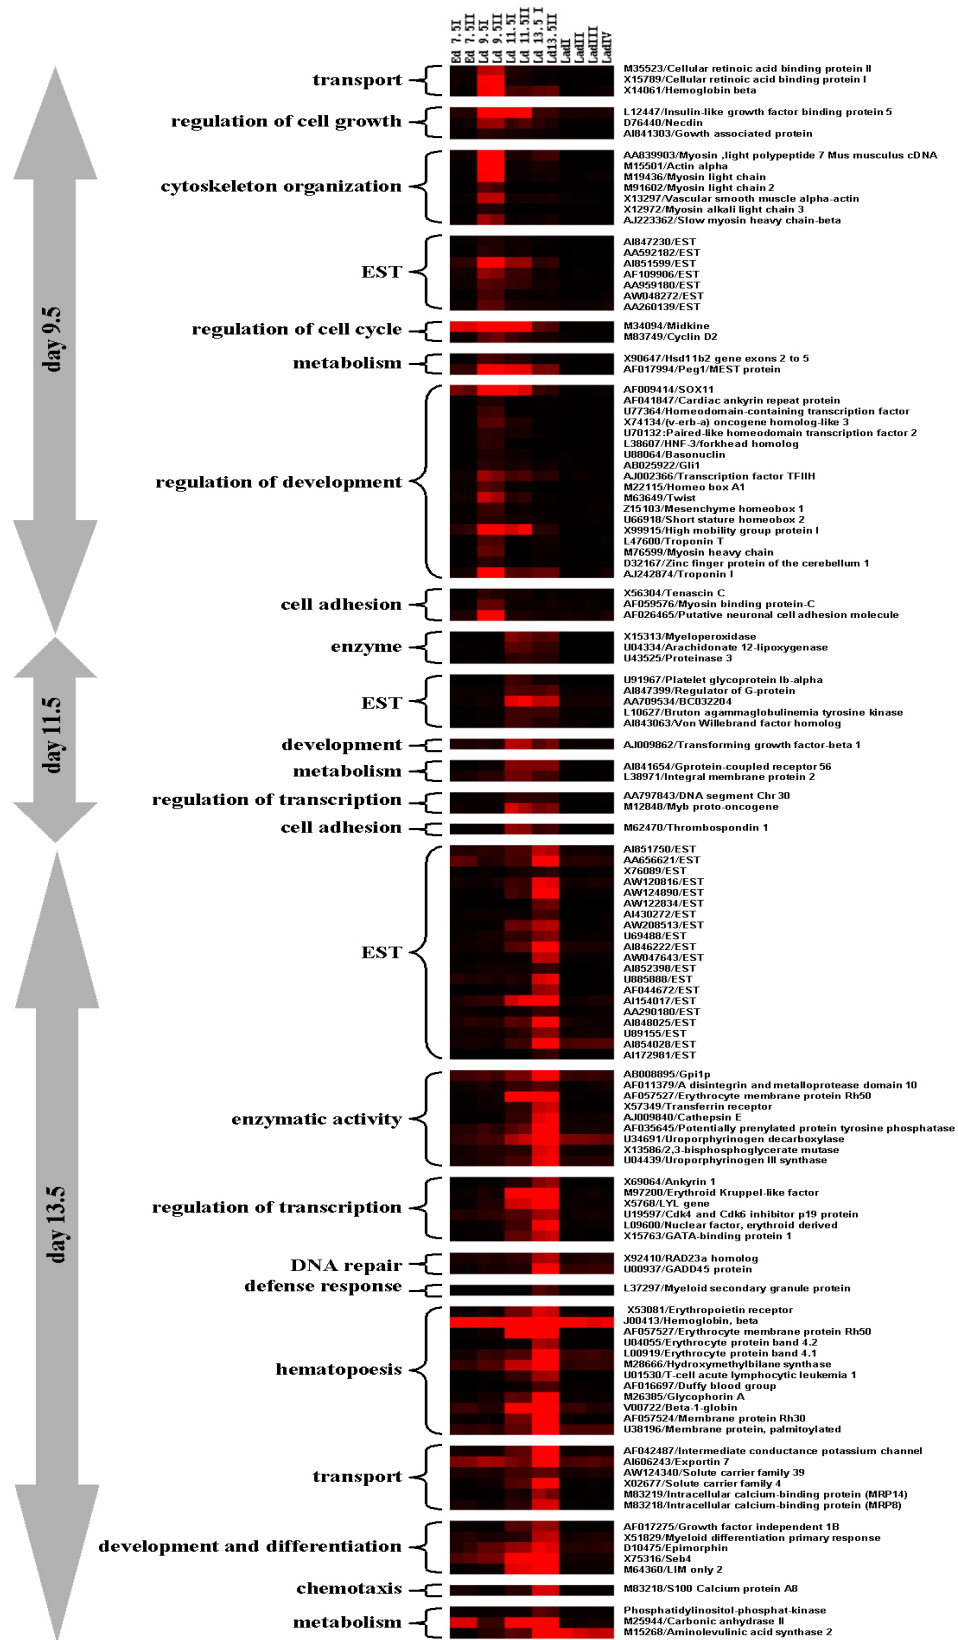 Ed 7.5I
Ed 7.5II
Ld 9.5I
Ld 9.5II
Ld 11.5I
Ld 11.5II
Ld 13.5 I
Ld13.5II
LadI
LadII
LadIII
LadIV
day 9.5
transport
M35523/Cellular retinoic acid binding protein II
X15789/Cellular retinoic acid binding protein I
X14061/Hemoglobin beta
regulation of cell growth
L12447/Insulin-like growth factor binding protein 5
D76440/Necdin
AI841303/Gowth associated protein
cytoskeleton organization
AA839903/Myosin ,light polypeptide 7 Mus musculus cDNA
M15501/Actin alpha
M19436/Myosin light chain
M91602/Myosin light chain 2
X13297/Vascular smooth muscle alpha-actin
X12972/Myosin alkali light chain 3
AJ223362/Slow myosin heavy chain-beta
EST
AI847230/EST
AA592182/EST
AI851599/EST
AF109906/EST
AA959180/EST
AW048272/EST
AA260139/EST
regulation of cell cycle
M34094/Midkine
M83749/Cyclin D2
metabolism
X90647/Hsd11b2 gene exons 2 to 5
AF017994/Peg1/MEST protein
regulation of development
AF009414/SOX11
AF041847/Cardiac ankyrin repeat protein
U77364/Homeodomain-containing transcription factor
X74134/(v-erb-a) oncogene homolog-like 3
U70132:Paired-like homeodomain transcription factor 2
L38607/HNF-3/forkhead homolog
U88064/Basonuclin
AB025922/Gli1
AJ002366/Transcription factor TFIIH
M22115/Homeo box A1
M63649/Twist
Z15103/Mesenchyme homeobox 1
U66918/Short stature homeobox 2
X99915/High mobility group protein I
L47600/Troponin T
M76599/Myosin heavy chain
D32167/Zinc finger protein of the cerebellum 1
AJ242874/Troponin I
cell adhesion
X56304/Tenascin C
AF059576/Myosin binding protein-C
AF026465/Putative neuronal cell adhesion molecule
day 11.5
enzyme
X15313/Myeloperoxidase
U04334/Arachidonate 12-lipoxygenase
U43525/Proteinase 3
EST
U91967/Platelet glycoprotein Ib-alpha
AI847399/Regulator of G-protein
AA709534/BC032204
L10627/Bruton agammaglobulinemia tyrosine kinase
AI843063/Von Willebrand factor homolog
development
AJ009862/Transforming growth factor-beta 1
metabolism
AI841654/Gprotein-coupled receptor 56
L38971/Integral membrane protein 2
regulation of transcription
AA797843/DNA segment Chr 30
M12848/Myb proto-oncogene
cell adhesion
M62470/Thrombospondin 1
day 13.5
EST
AI851750/EST
AA656621/EST
X76089/EST
AW120816/EST
AW124890/EST
AW122834/EST
AI430272/EST
AW208513/EST
U69488/EST
AI846222/EST
AW047643/EST
AI852398/EST
U885888/EST
AF044672/EST
AI154017/EST
AA290180/EST
AI848025/EST
U89155/EST
AI854028/EST
AI172981/EST
enzymatic activity
AB008895/Gpi1p
AF011379/A disintegrin and metalloprotease domain 10
AF057527/Erythrocyte membrane protein Rh50
X57349/Transferrin receptor
AJ009840/Cathepsin E
AF035645/Potentially prenylated protein tyrosine phosphatase
U34691/Uroporphyrinogen decarboxylase
X13586/2,3-bisphosphoglycerate mutase
U04439/Uroporphyrinogen III synthase
regulation of transcription
X69064/Ankyrin 1
M97200/Erythroid Kruppel-like factor
X5768/LYL gene
U19597/Cdk4 and Cdk6 inhibitor p19 protein
L09600/Nuclear factor, erythroid derived
X15763/GATA-binding protein 1
DNA repair
X92410/RAD23a homolog
U00937/GADD45 protein
defense response
L37297/Myeloid secondary granule protein
hematopoesis
X53081/Erythropoietin receptor
J00413/Hemoglobin, beta
AF057527/Erythrocyte membrane protein Rh50
U04055/Erythrocyte protein band 4.2
L00919/Erythrocyte protein band 4.1
M28666/Hydroxymethylbilane synthase
U01530/T-cell acute lymphocytic leukemia 1
AF016697/Duffy blood group
M26385/Glycophorin A
V00722/Beta-1-globin
AF057524/Membrane protein Rh30
U38196/Membrane protein, palmitoylated
transport
AF042487/Intermediate conductance potassium channel
AI606243/Exportin 7
AW124340/Solute carrier family 39
X02677/Solute carrier family 4
M83219/Intracellular calcium-binding protein (MRP14)
M83218/Intracellular calcium-binding protein (MRP8)
development and differentiation
AF017275/Growth factor independent 1B
X51829/Myeloid differentiation primary response
D10475/Epimorphin
X75316/Seb4
M64360/LIM only 2
chemotaxis
M83218/S100 Calcium protein A8
metabolism
Phosphatidylinositol-phosphat-kinase
M25944/Carbonic anhydrase II
M15268/Aminolevulinic acid synthase 2